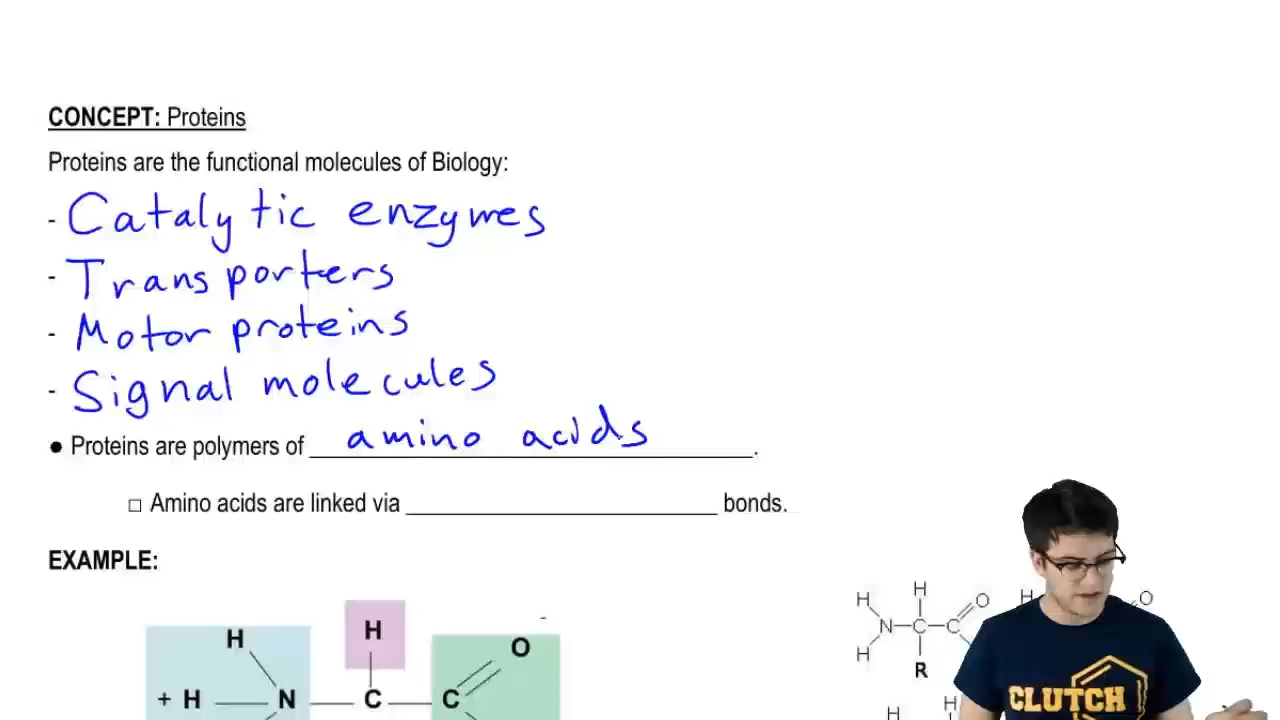 CONCEPT: Proteins
Proteins are the functional molecules of Biology:
- Catalytic enzymes
- Transporters
- Motor proteins
- Signal molecules
● Proteins are polymers of amino acids.
□ Amino acids are linked via ____________________ bonds.
EXAMPLE:
H
H
O
+ H N C C
H H O H O
H N C C
H R
H H
CLUTCH